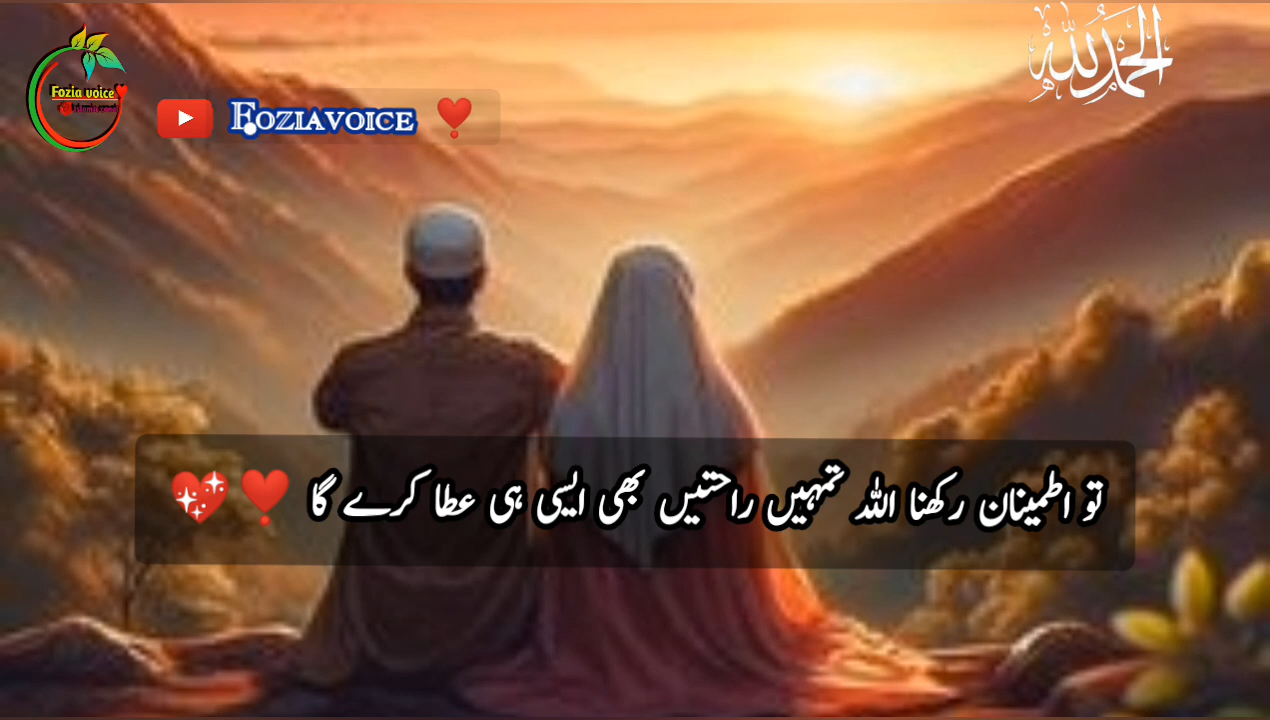 الحمدللہ
Fozia voice
FOZIAVOICE
تو اطمینان رکھنا اللہ تمہیں راحتیں بھی ایسی ہی عطا کرے گا